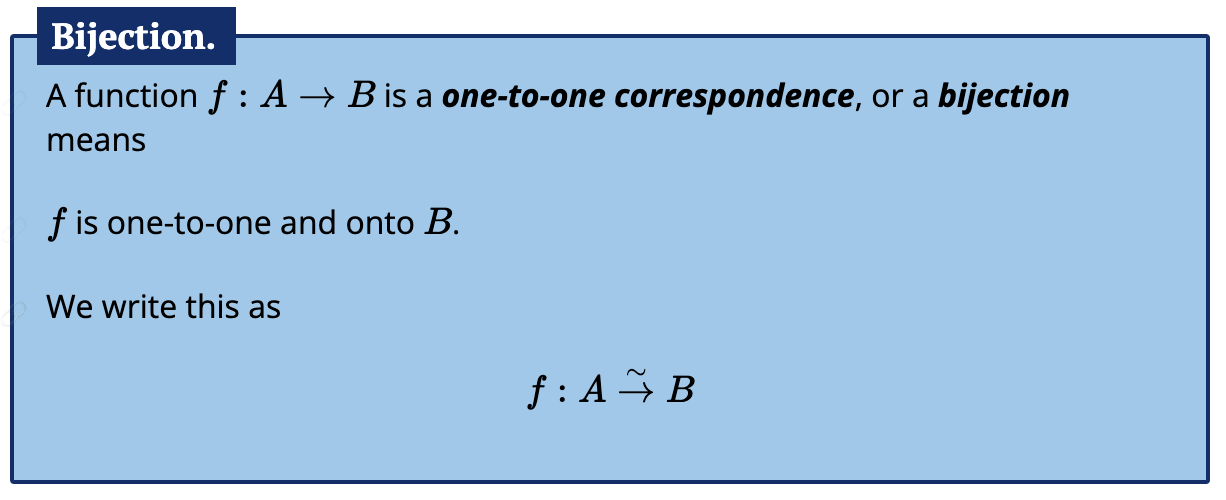 Bijection.
A function f : A → B is a one-to-one correspondence, or a bijection
means
f is one-to-one and onto B.
We write this as
f : A →̃ B